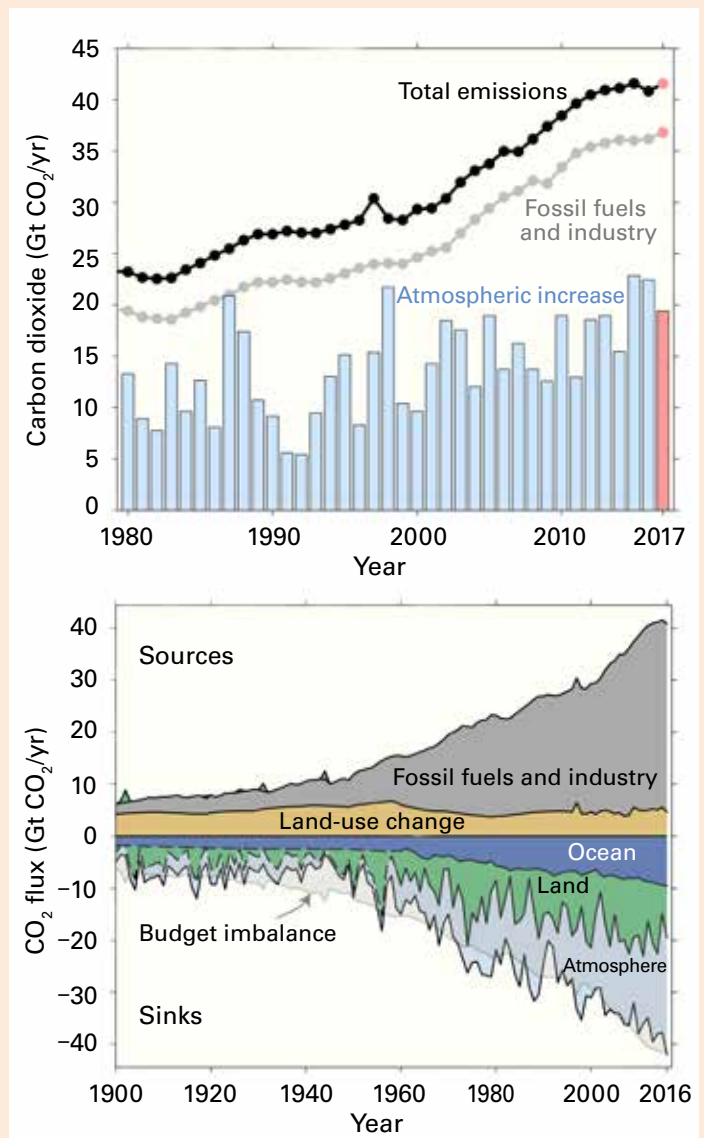 45
40
35
30
25
20
15
10
5
0
Carbon dioxide (Gt CO₂/yr)
Total emissions
Fossil fuels
and industry
Atmospheric increase
1980 1990 2000 2010 2017
Year
40
30
20
10
0
−10
−20
−30
−40
CO₂ flux (Gt CO₂/yr)
Sources
Fossil fuels and industry
Land-use change
Ocean
Land
Budget imbalance
Atmosphere
Sinks
1900 1920 1940 1960 1980 2000 2016
Year